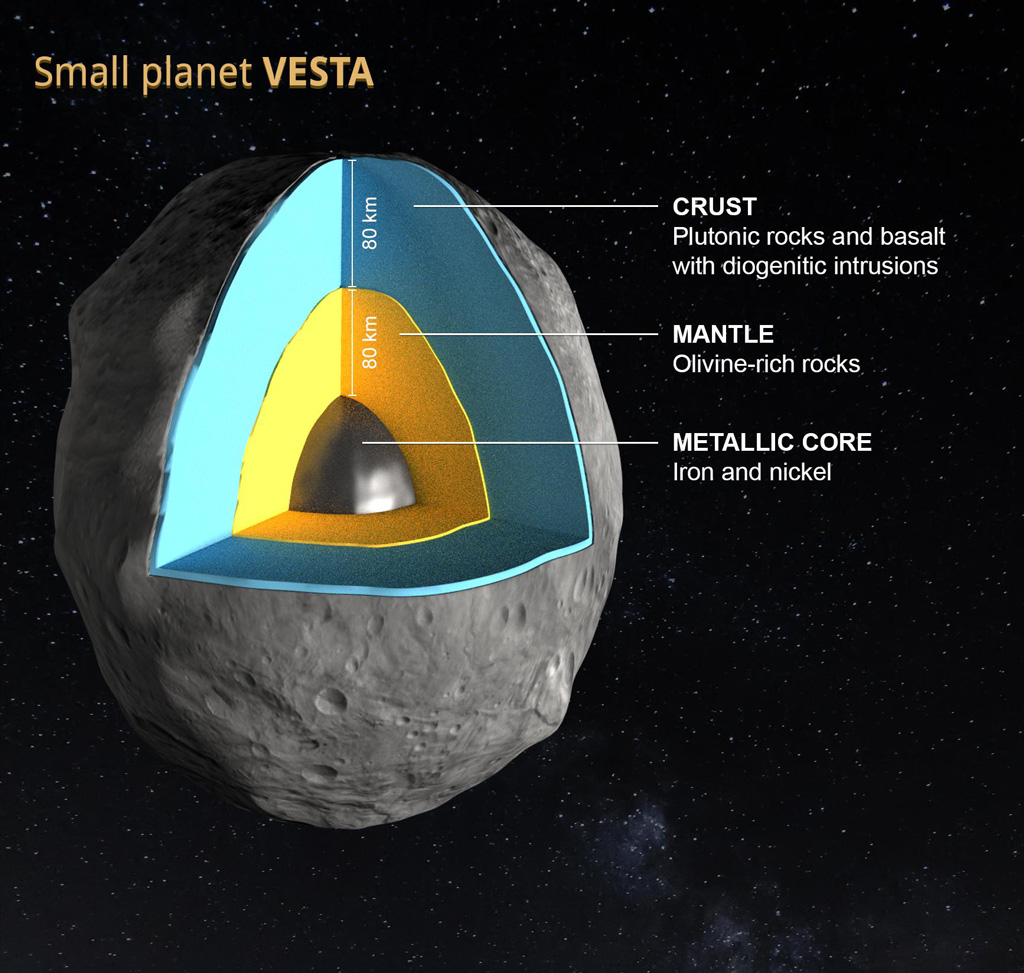 Small planet VESTA
80 km
CRUST
Plutonic rocks and basalt
with diogenitic intrusions
80 km
MANTLE
Olivine-rich rocks
METALLIC CORE
Iron and nickel